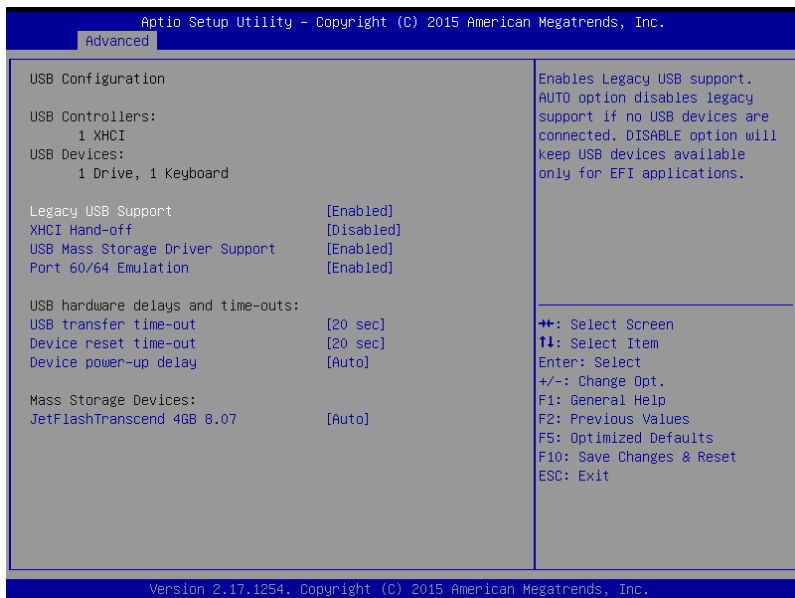 Aptio Setup Utility – Copyright (C) 2015 American Megatrends, Inc.
Advanced
USB Configuration
USB Controllers:
1 XHCI
USB Devices:
1 Drive, 1 Keyboard
Legacy USB Support [Enabled]
XHCI Hand-off [Disabled]
USB Mass Storage Driver Support [Enabled]
Port 60/64 Emulation [Enabled]
USB hardware delays and time-outs:
USB transfer time-out [20 sec]
Device reset time-out [20 sec]
Device power-up delay [Auto]
Mass Storage Devices:
JetFlashTranscend 4GB 8.07 [Auto]
Enables Legacy USB support.
AUTO option disables legacy
support if no USB devices are
connected. DISABLE option will
keep USB devices available
only for EFI applications.
→←: Select Screen
↑↓: Select Item
Enter: Select
+/-: Change Opt.
F1: General Help
F2: Previous Values
F5: Optimized Defaults
F10: Save Changes & Reset
ESC: Exit
Version 2.17.1254. Copyright (C) 2015 American Megatrends, Inc.